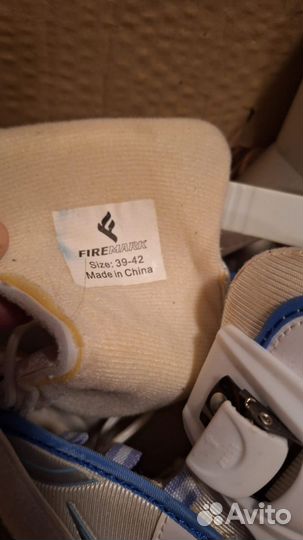 FIREMARK
Size: 39-42
Made in China
Avito